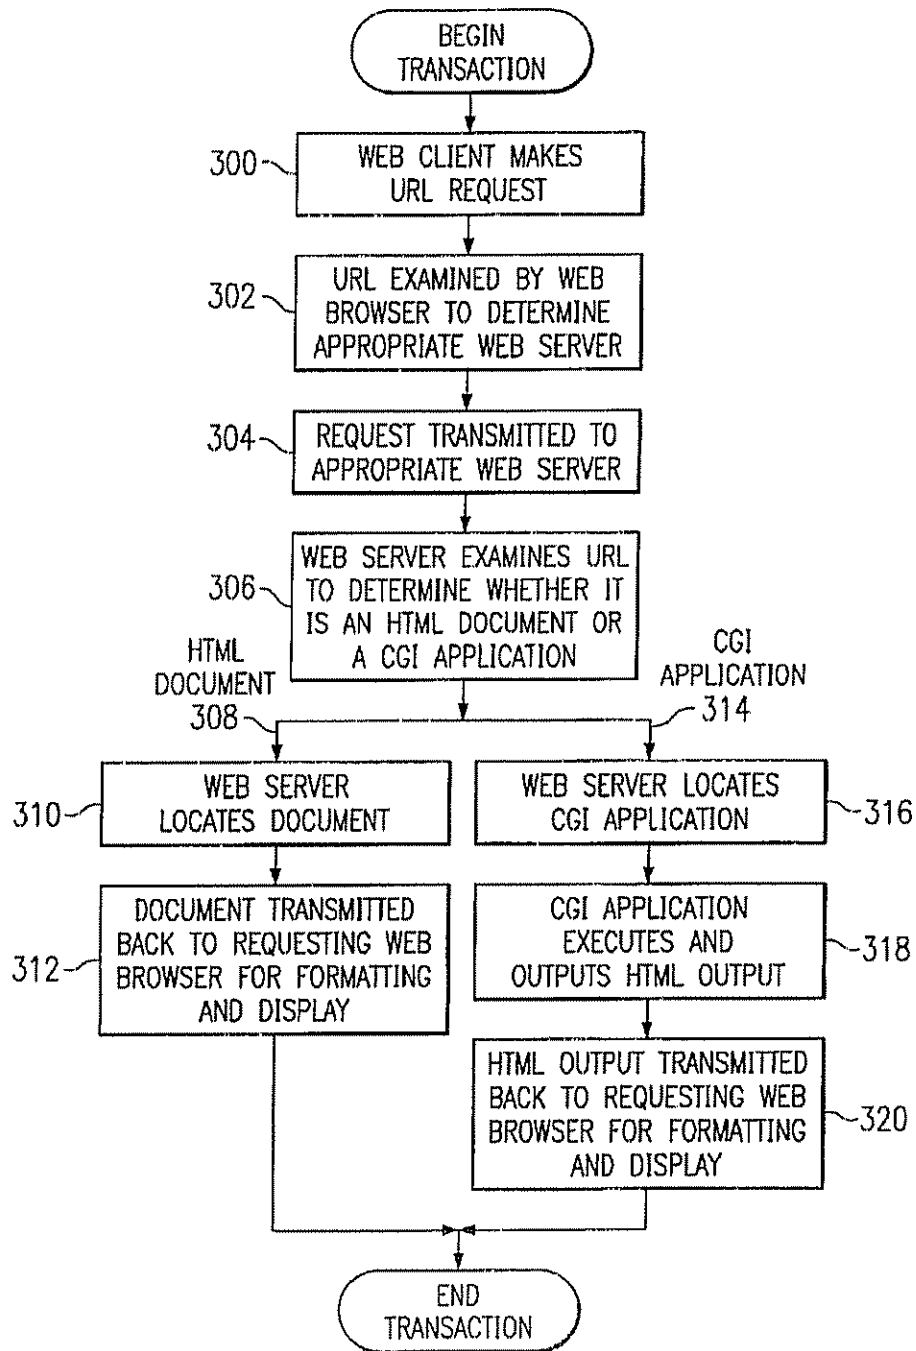 BEGIN
TRANSACTION
300
WEB CLIENT MAKES
URL REQUEST
302
URL EXAMINED BY WEB
BROWSER TO DETERMINE
APPROPRIATE WEB SERVER
304
REQUEST TRANSMITTED TO
APPROPRIATE WEB SERVER
306
WEB SERVER EXAMINES URL
TO DETERMINE WHETHER IT
IS AN HTML DOCUMENT OR
A CGI APPLICATION
HTML
DOCUMENT
308
CGI
APPLICATION
314
310
WEB SERVER
LOCATES DOCUMENT
WEB SERVER LOCATES
CGI APPLICATION
316
312
DOCUMENT TRANSMITTED
BACK TO REQUESTING WEB
BROWSER FOR FORMATTING
AND DISPLAY
CGI APPLICATION
EXECUTES AND
OUTPUTS HTML OUTPUT
318
HTML OUTPUT TRANSMITTED
BACK TO REQUESTING WEB
BROWSER FOR FORMATTING
AND DISPLAY
320
END
TRANSACTION